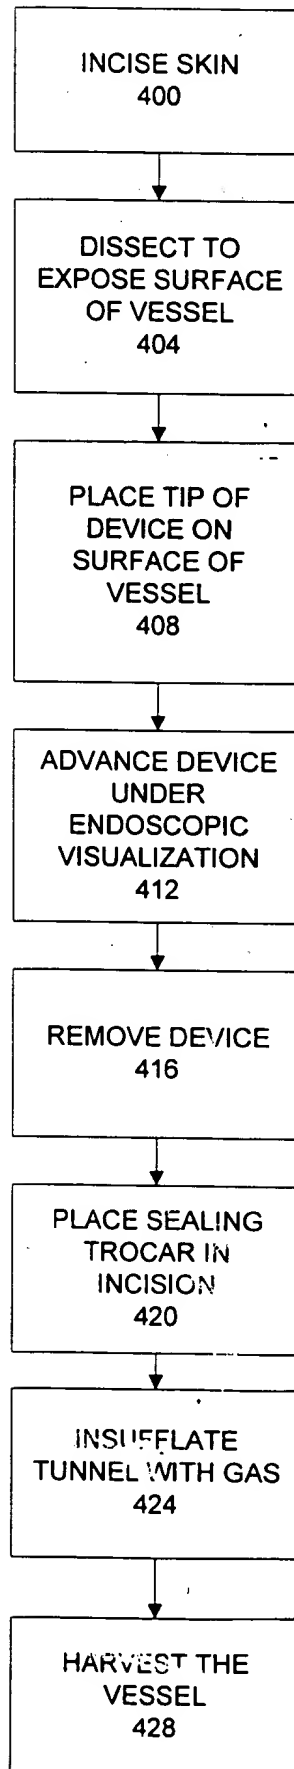 INCISE SKIN
400
DISSECT TO
EXPOSE SURFACE
OF VESSEL
404
PLACE TIP OF
DEVICE ON
SURFACE OF
VESSEL
408
ADVANCE DEVICE
UNDER
ENDOSCOPIC
VISUALIZATION
412
REMOVE DEVICE
416
PLACE SEALING
TROCAR IN
INCISION
420
INSUFFLATE
TUNNEL WITH GAS
424
HARVEST THE
VESSEL
428